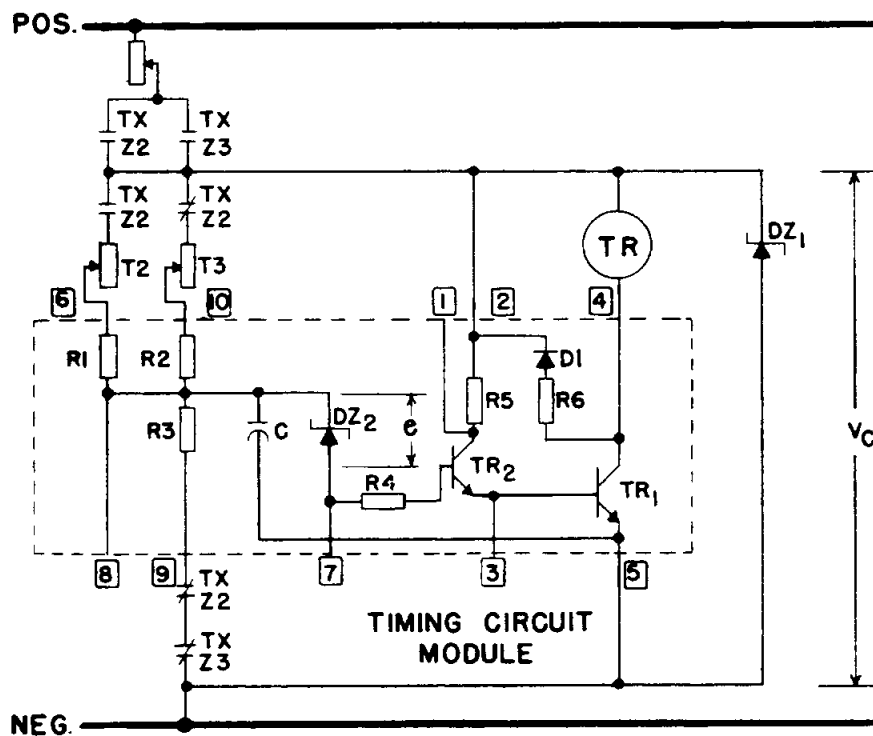 POS.
TX TX
Z2 Z3
TX TX
Z2 Z2
T2 T3
TR
DZ1
6 10 1 2 4
R1 R2 R5 D1 R6
R3 C DZ2 e
R4 TR2 TR1
VC
8 9 7 3 5
TX
Z2
TX
Z3
TIMING CIRCUIT
MODULE
NEG.